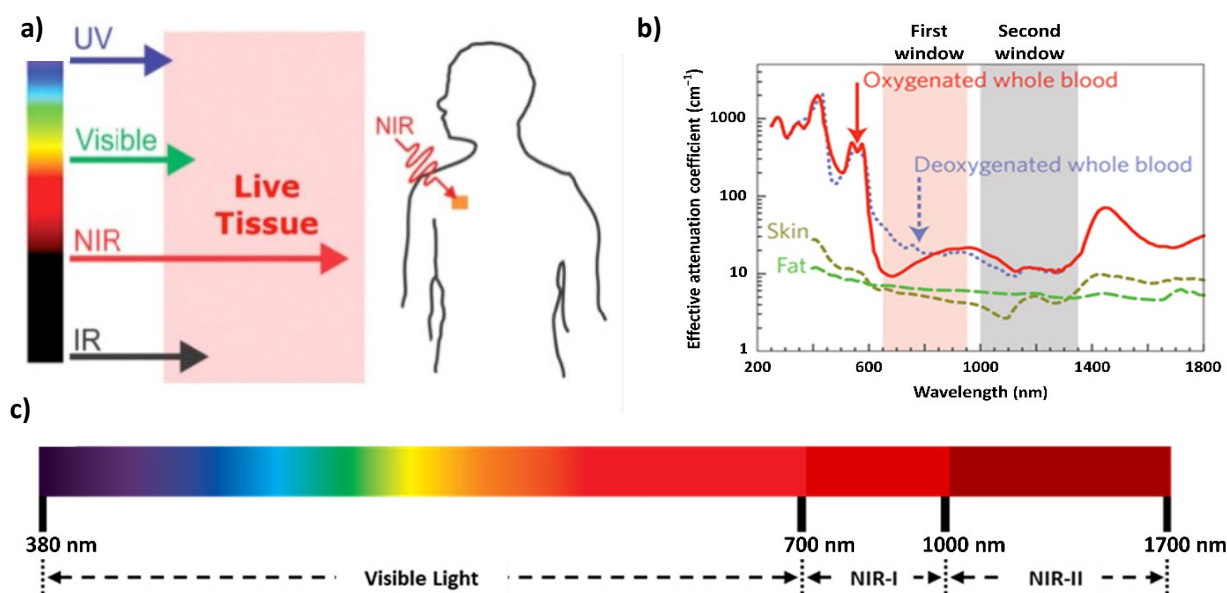 a)
UV
Visible
NIR
IR
Live
Tissue
NIR
b)
First
window
Second
window
Oxygenated whole blood
Deoxygenated whole blood
Skin
Fat
Effective attenuation coefficient (cm⁻¹)
1000
100
10
1
200
600
1000
1400
1800
Wavelength (nm)
c)
380 nm
700 nm
1000 nm
1700 nm
Visible Light
NIR-I
NIR-II